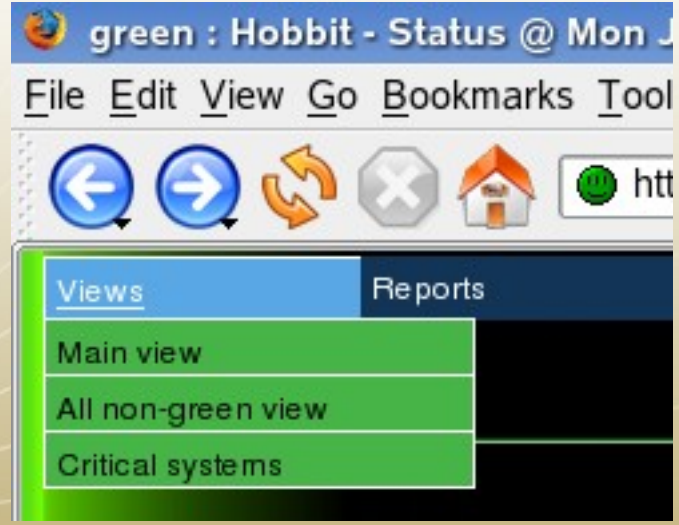 green : Hobbit - Status @ Mon J
File Edit View Go Bookmarks Tool
htt
Views Reports
Main view
All non-green view
Critical systems